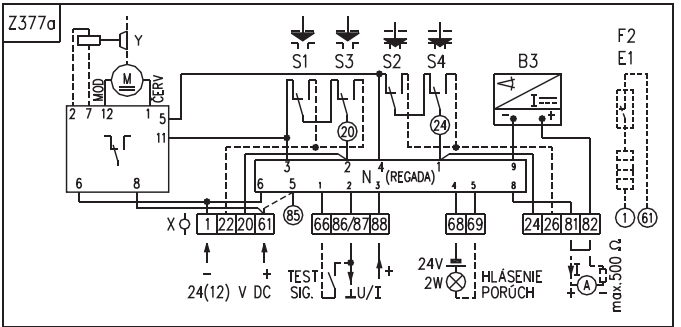 Z377a
Y
M
MOD
CERV
2 7 12 1
5
11
6 8
S1 S3 S2 S4
20
24
B3
I
- +
F2
E1
3 2 4 1 9
N (REGADA)
6 5 1 2 3 4 5 8
85
X 1 22 20 61 66 86/87 88 68 69 24 26 81 82
1 61
- +
24(12) V DC
TEST
SIG.
U/I
+
24V
2W
HLÁSENIE
PORÚCH
I
A
+ -
max.500 Ω